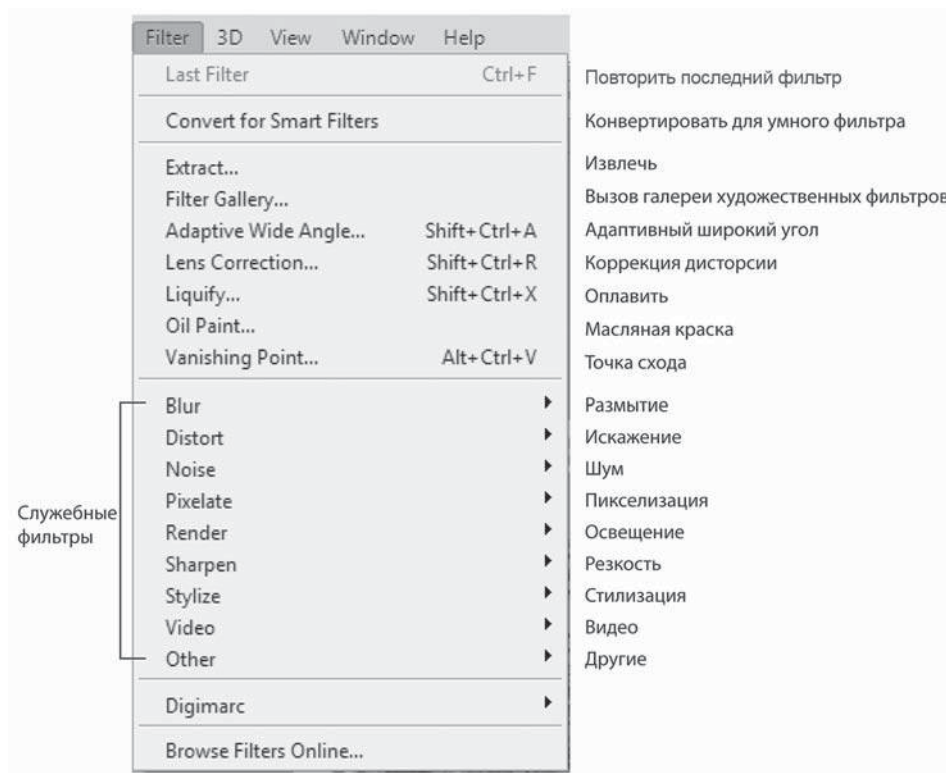 Filter 3D View Window Help
Last Filter Ctrl+F Повторить последний фильтр
Convert for Smart Filters Конвертировать для умного фильтра
Extract... Извлечь
Filter Gallery... Вызов галереи художественных фильтров
Adaptive Wide Angle... Shift+Ctrl+A Адаптивный широкий угол
Lens Correction... Shift+Ctrl+R Коррекция дисторсии
Liquify... Shift+Ctrl+X Оплавить
Oil Paint... Масляная краска
Vanishing Point... Alt+Ctrl+V Точка схода
Blur Размытие
Distort Искажение
Noise Шум
Pixelate Пикселизация
Служебные
фильтры
Render Освещение
Sharpen Резкость
Stylize Стилизация
Video Видео
Other Другие
Digimarc
Browse Filters Online...